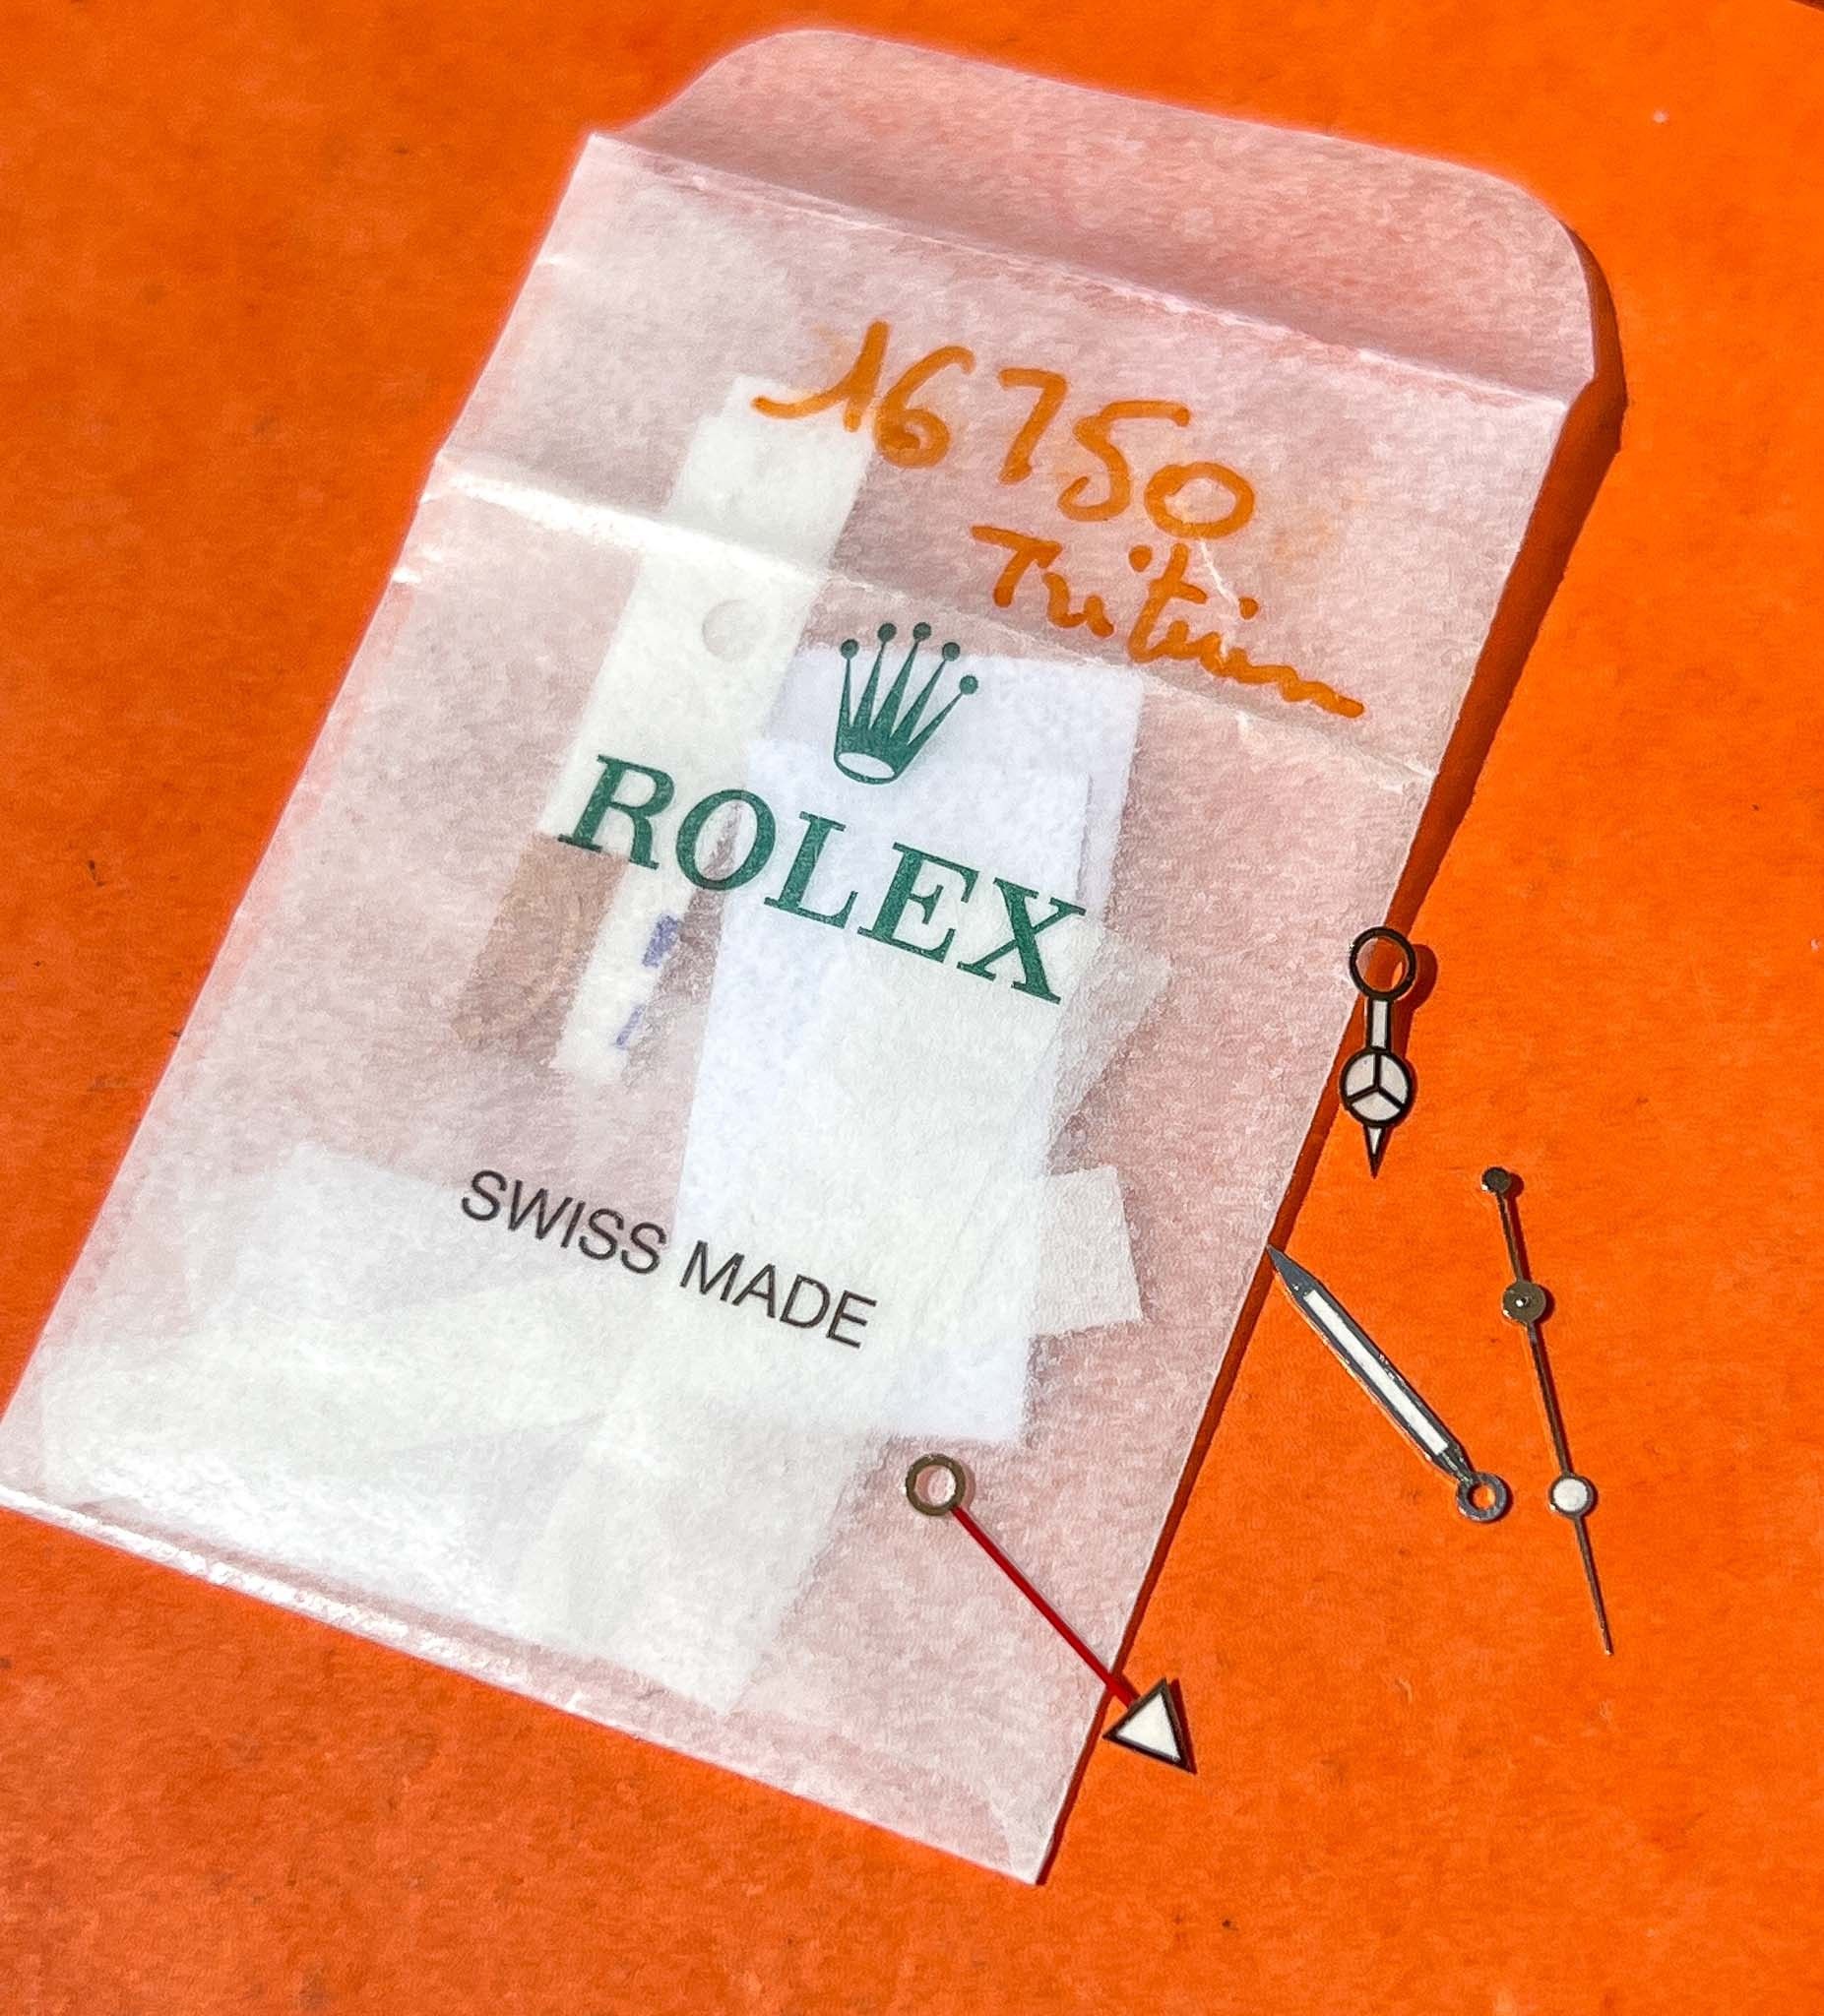 16750
Tritium
ROLEX
SWISS MADE